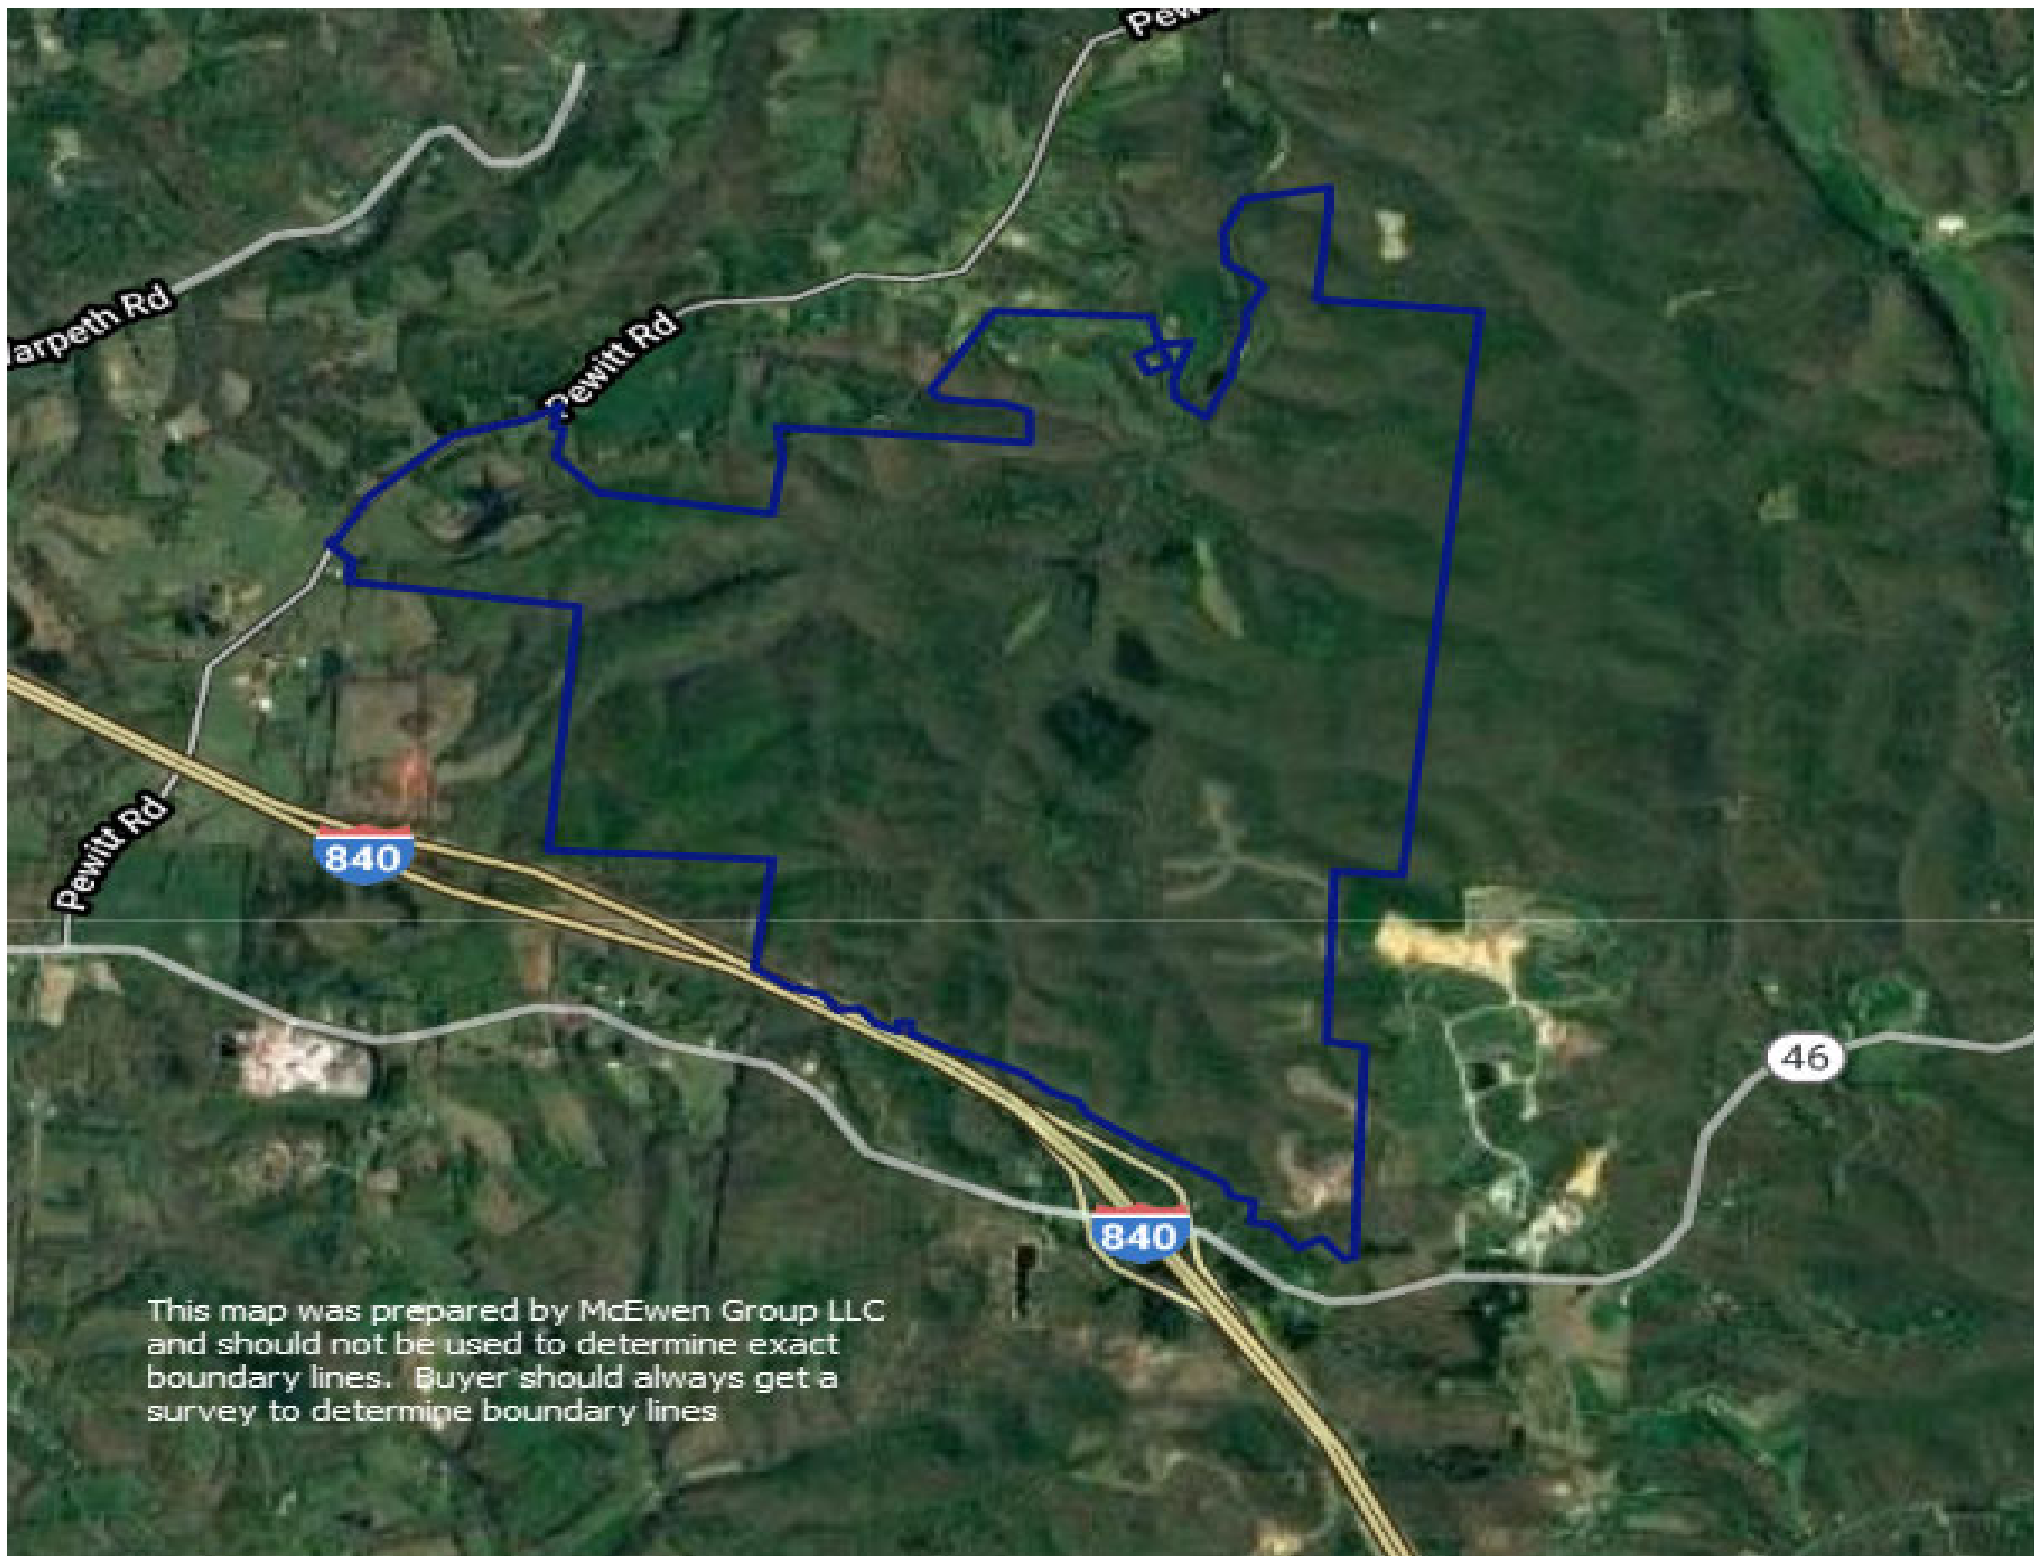 Pew
arpeth Rd
Pewitt Rd
Pewitt Rd
840
46
840
This map was prepared by McEwen Group LLC
and should not be used to determine exact
boundary lines. Buyer should always get a
survey to determine boundary lines